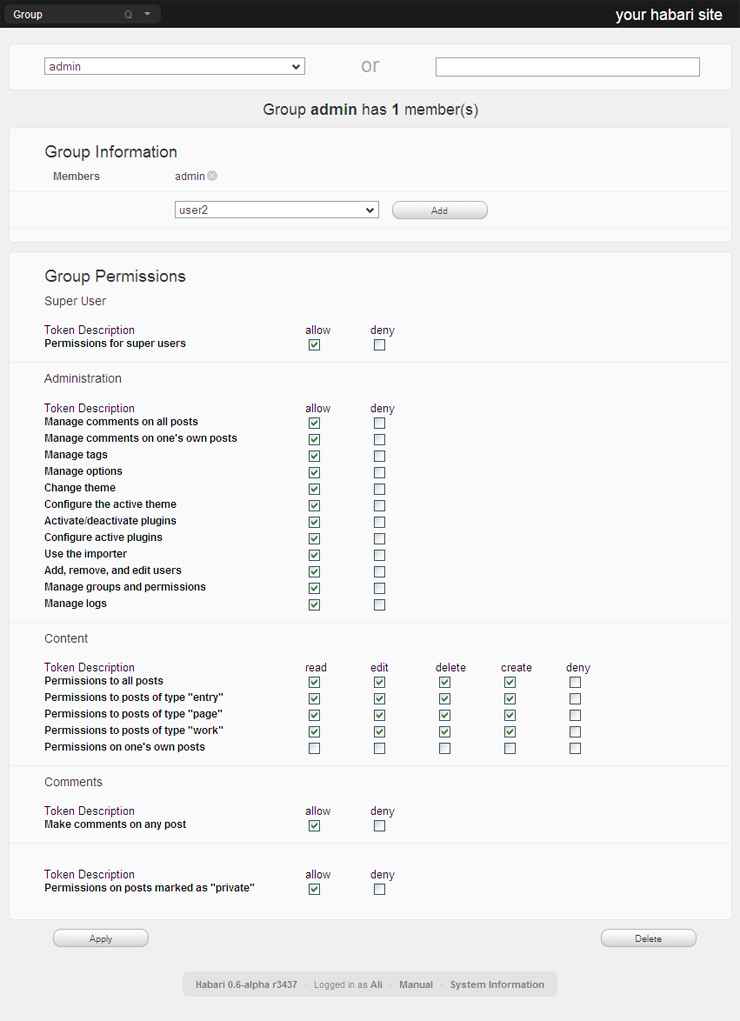 Group
your habari site
admin or
Group admin has 1 member(s)
Group Information
Members admin
user2 Add
Group Permissions
Super User
Token Description allow deny
Permissions for super users
Administration
Token Description allow deny
Manage comments on all posts
Manage comments on one's own posts
Manage tags
Manage options
Change theme
Configure the active theme
Activate/deactivate plugins
Configure active plugins
Use the importer
Add, remove, and edit users
Manage groups and permissions
Manage logs
Content
Token Description read edit delete create deny
Permissions to all posts
Permissions to posts of type "entry"
Permissions to posts of type "page"
Permissions to posts of type "work"
Permissions on one's own posts
Comments
Token Description allow deny
Make comments on any post
Token Description allow deny
Permissions on posts marked as "private"
Apply Delete
Habari 0.6-alpha r3437 · Logged in as Ali · Manual · System Information